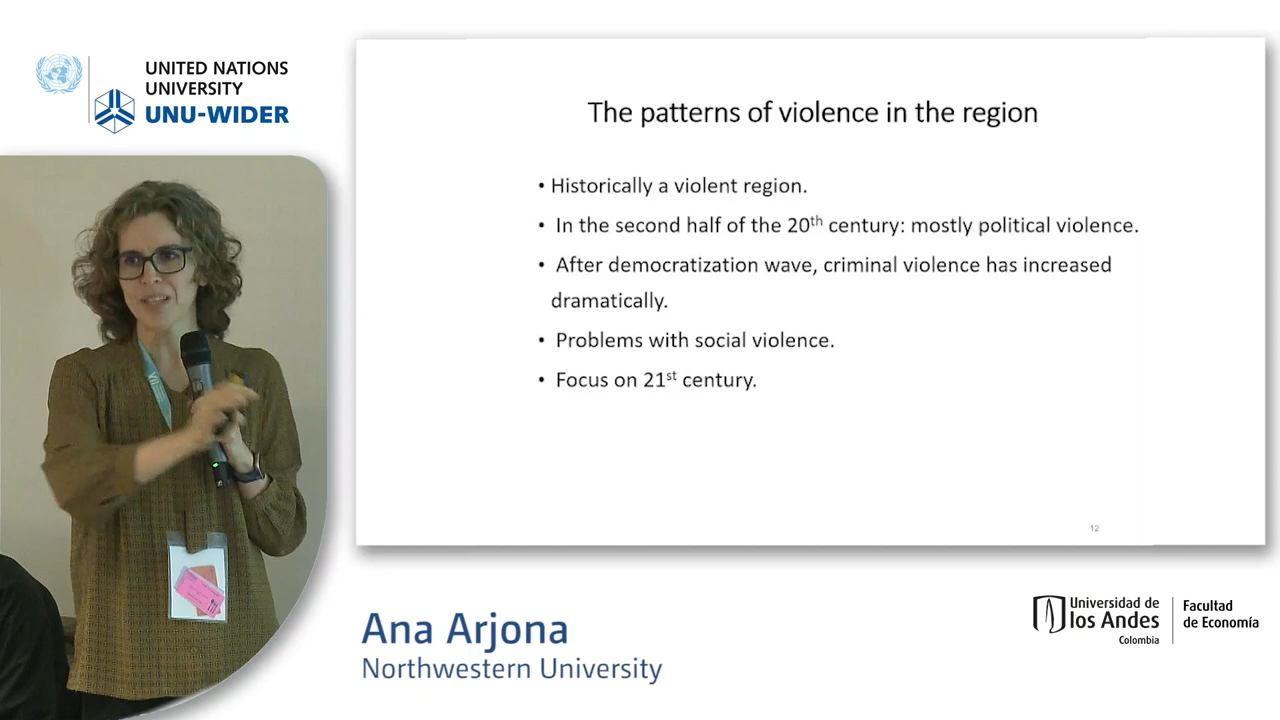 UNITED NATIONS
UNIVERSITY
UNU-WIDER
The patterns of violence in the region
• Historically a violent region.
• In the second half of the 20th century: mostly political violence.
• After democratization wave, criminal violence has increased
dramatically.
• Problems with social violence.
• Focus on 21st century.
12
Ana Arjona
Northwestern University
Universidad de
los Andes
Colombia
Facultad
de Economía